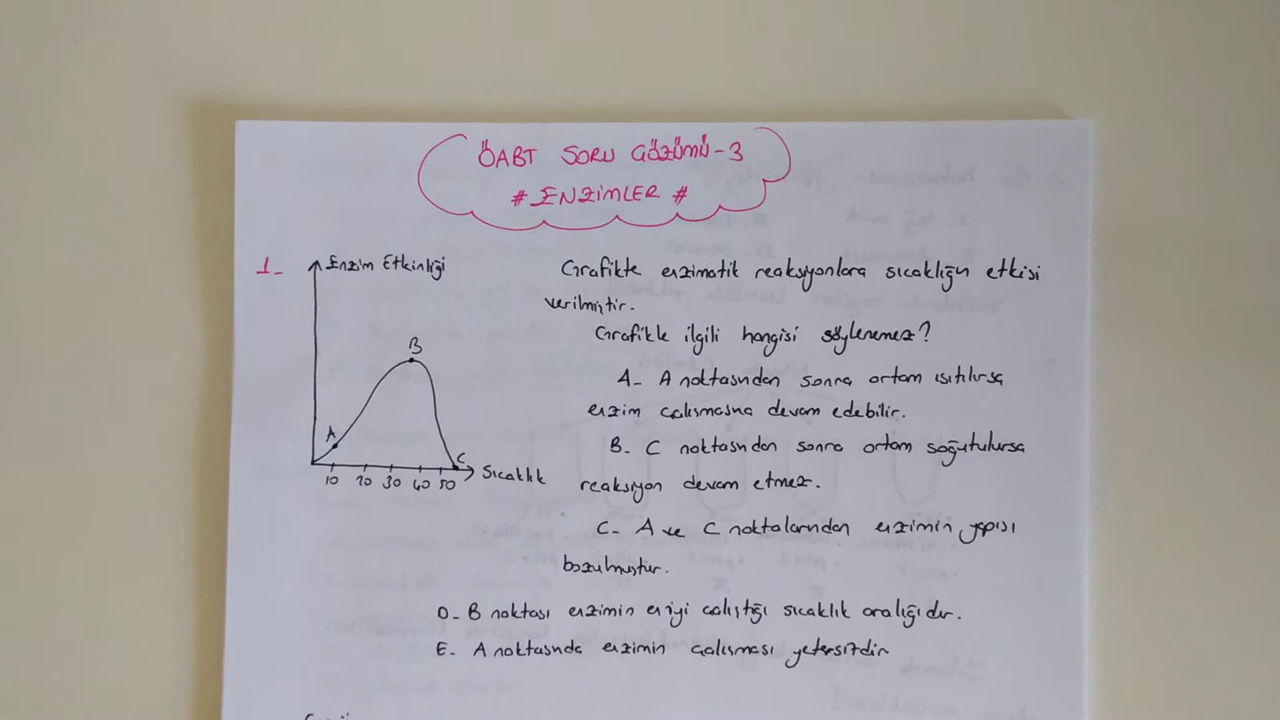 ÖABT SORU ÇÖZÜMÜ-3
# ENZİMLER #
1-
Enzim Etkinliği
B
A
C
10 20 30 40 50
Sıcaklık
Grafikte enzimatik reaksiyonlara sıcaklığın etkisi
verilmiştir.
Grafikle ilgili hangisi söylenemez?
A- A noktasından sonra ortam ısıtılırsa
enzim çalışmasına devam edebilir.
B- C noktasından sonra ortam soğutulursa
reaksiyon devam etmez.
C- A ve C noktalarından enzimin yapısı
bozulmuştur.
D- B noktası enzimin en iyi çalıştığı sıcaklık aralığıdır.
E- A noktasında enzimin çalışması yetersizdir